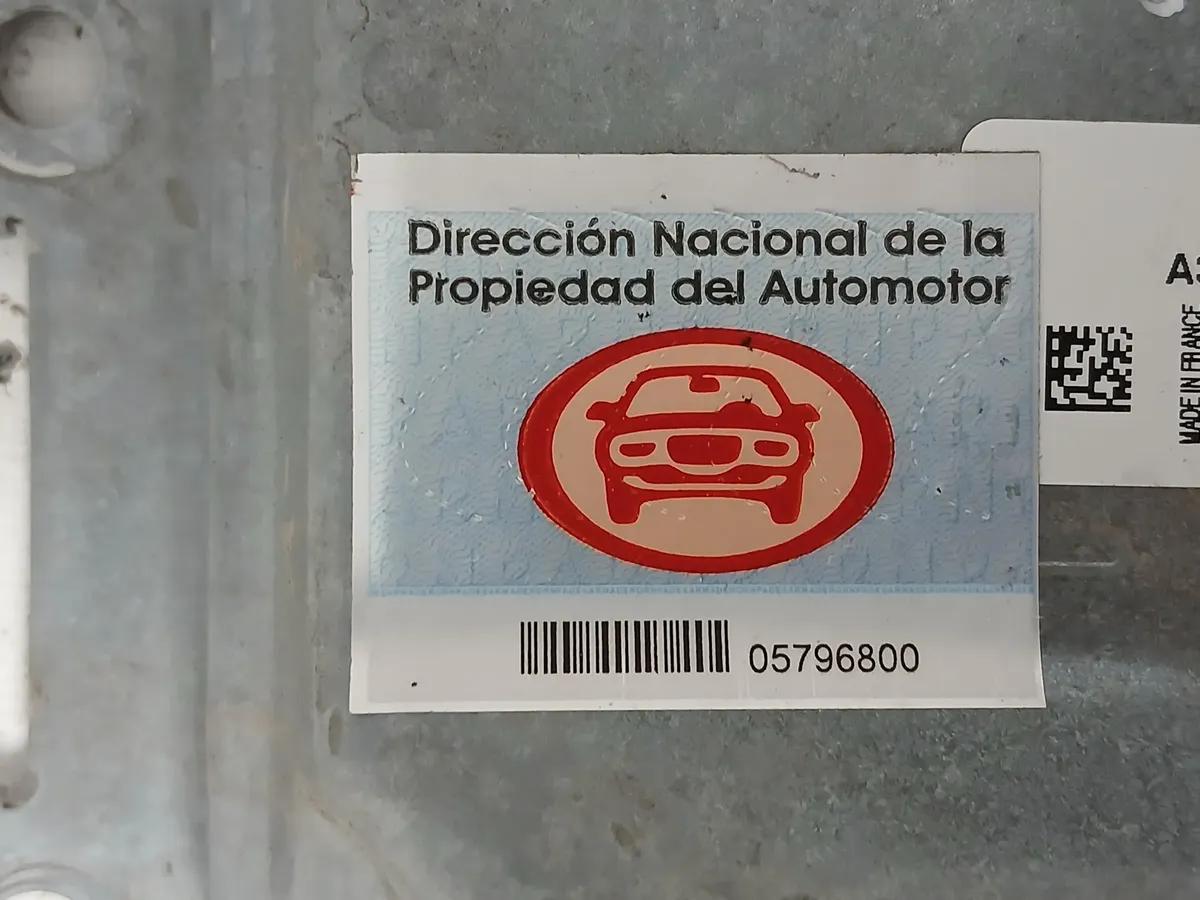 Dirección Nacional de la
Propiedad del Automotor
05796800
MADE IN FRANCE